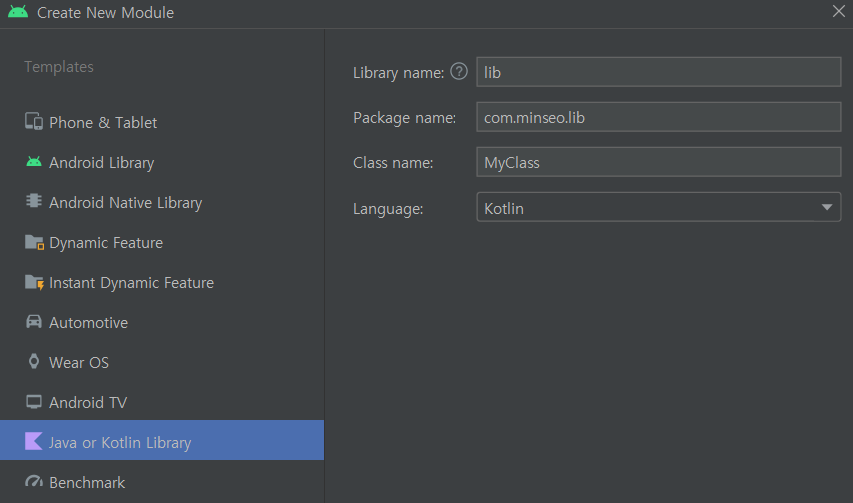 Create New Module
Templates
Phone & Tablet
Android Library
Android Native Library
Dynamic Feature
Instant Dynamic Feature
Automotive
Wear OS
Android TV
Java or Kotlin Library
Benchmark
Library name: ? lib
Package name: com.minseo.lib
Class name: MyClass
Language: Kotlin